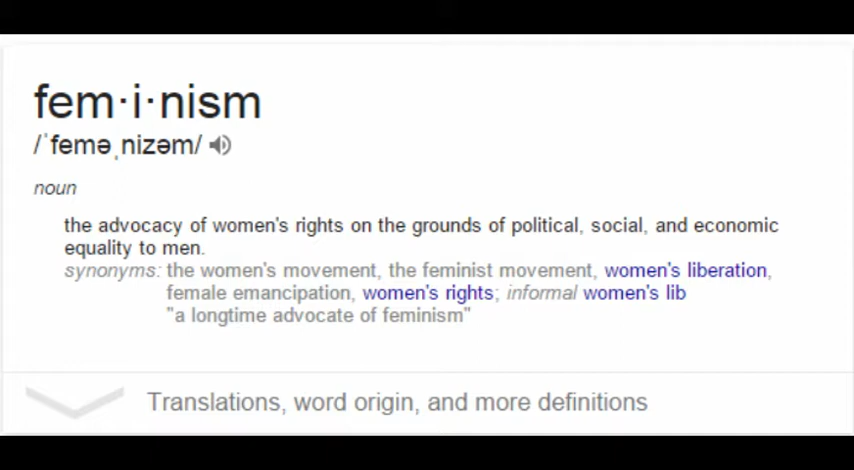 fem·i·nism
/ˈfeməˌnizəm/
noun
the advocacy of women's rights on the grounds of political, social, and economic
equality to men.
synonyms: the women's movement, the feminist movement, women's liberation,
female emancipation, women's rights; informal women's lib
"a longtime advocate of feminism"
Translations, word origin, and more definitions